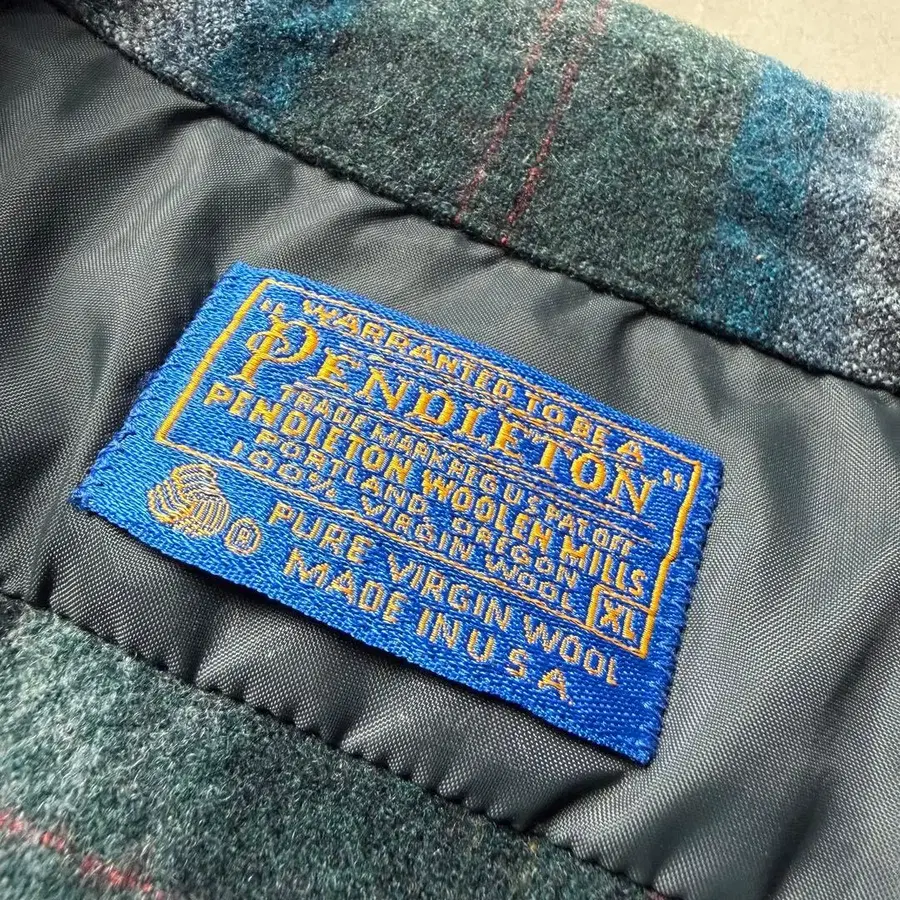 WARRANTED TO BE A
"PENDLETON"
TRADE MARK REG US PAT. OFF
PENDLETON WOOLEN MILLS
PORTLAND, OREGON
100% VIRGIN WOOL
XL
® PURE VIRGIN WOOL
MADE IN U S A.